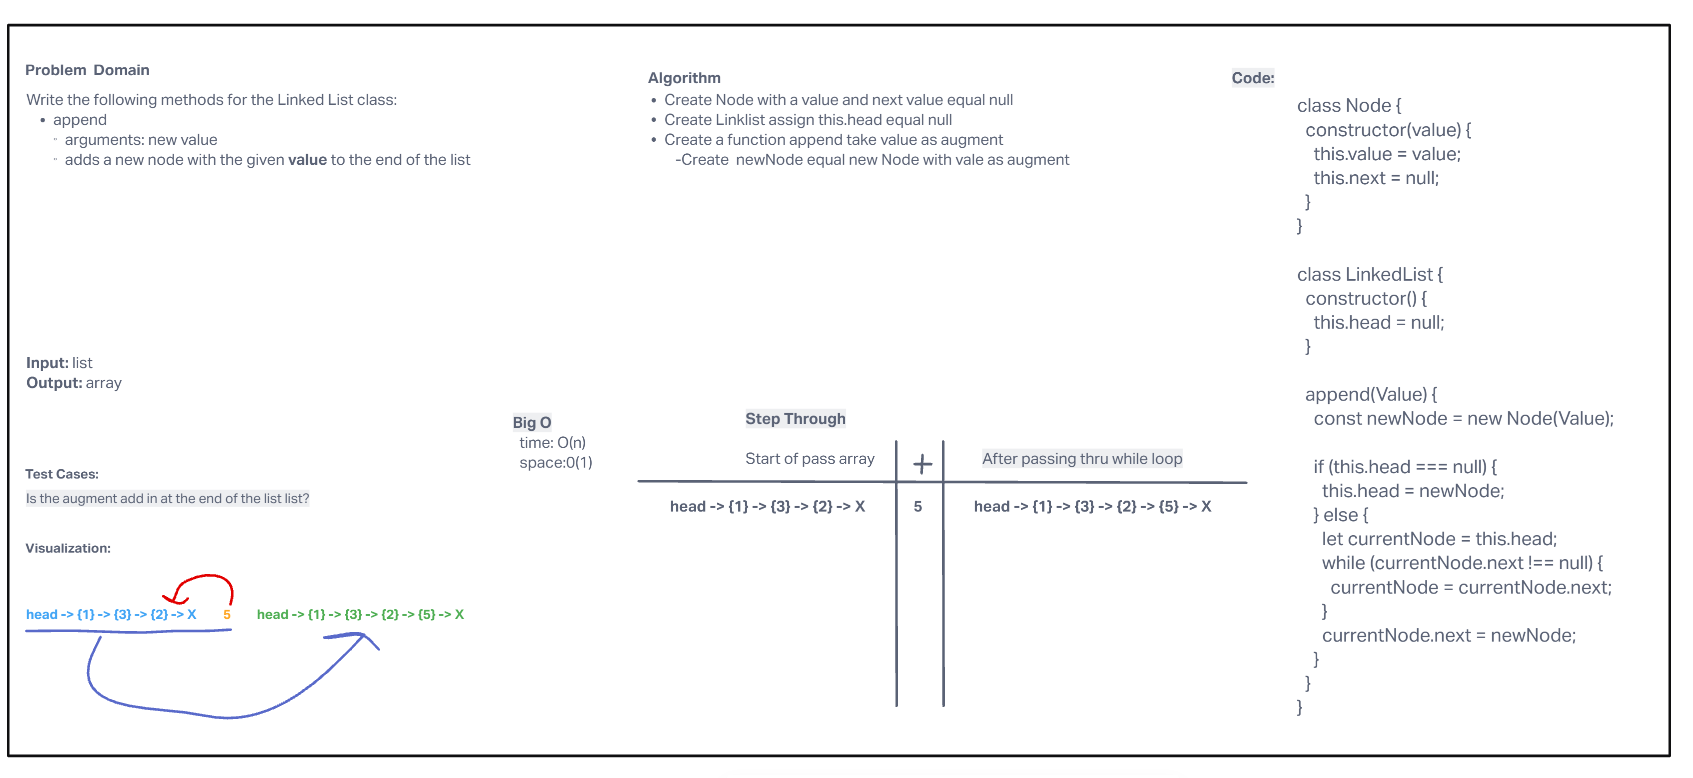 Problem  Domain
Write the following methods for the Linked List class:
• append
- arguments: new value
- adds a new node with the given value to the end of the list
Input: list
Output: array
Test Cases:
Is the augment add in at the end of the list list?
Visualization:
head -> {1} -> {3} -> {2} -> X 5 head -> {1} -> {3} -> {2} -> {5} -> X
Big O
time: O(n)
space:0(1)
Algorithm
• Create Node with a value and next value equal null
• Create Linklist assign this.head equal null
• Create a function append take value as augment
-Create  newNode equal new Node with vale as augment
Step Through
Start of pass array + After passing thru while loop
head -> {1} -> {3} -> {2} -> X 5 head -> {1} -> {3} -> {2} -> {5} -> X
Code:
class Node {
constructor(value) {
this.value = value;
this.next = null;
}
}
class LinkedList {
constructor() {
this.head = null;
}
append(Value) {
const newNode = new Node(Value);
if (this.head === null) {
this.head = newNode;
} else {
let currentNode = this.head;
while (currentNode.next !== null) {
currentNode = currentNode.next;
}
currentNode.next = newNode;
}
}
}